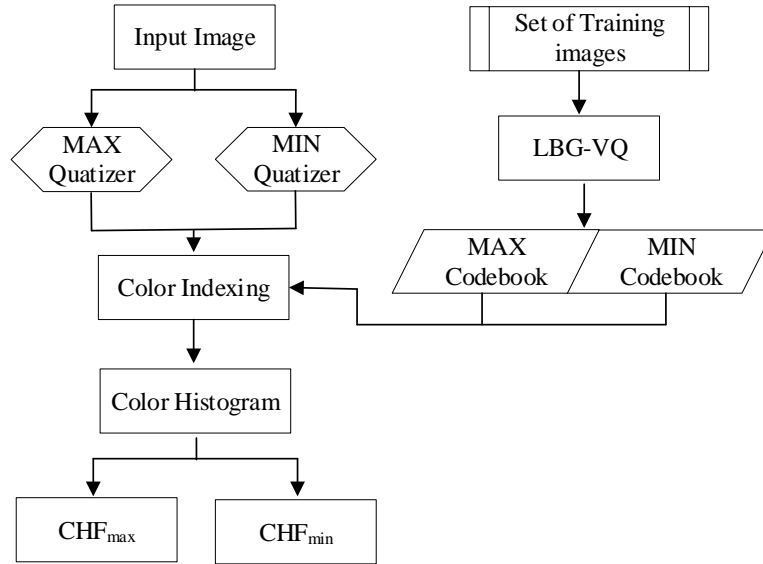 Input Image
Set of Training
images
MAX
Quatizer
MIN
Quatizer
LBG-VQ
MAX
Codebook
MIN
Codebook
Color Indexing
Color Histogram
CHFmax
CHFmin